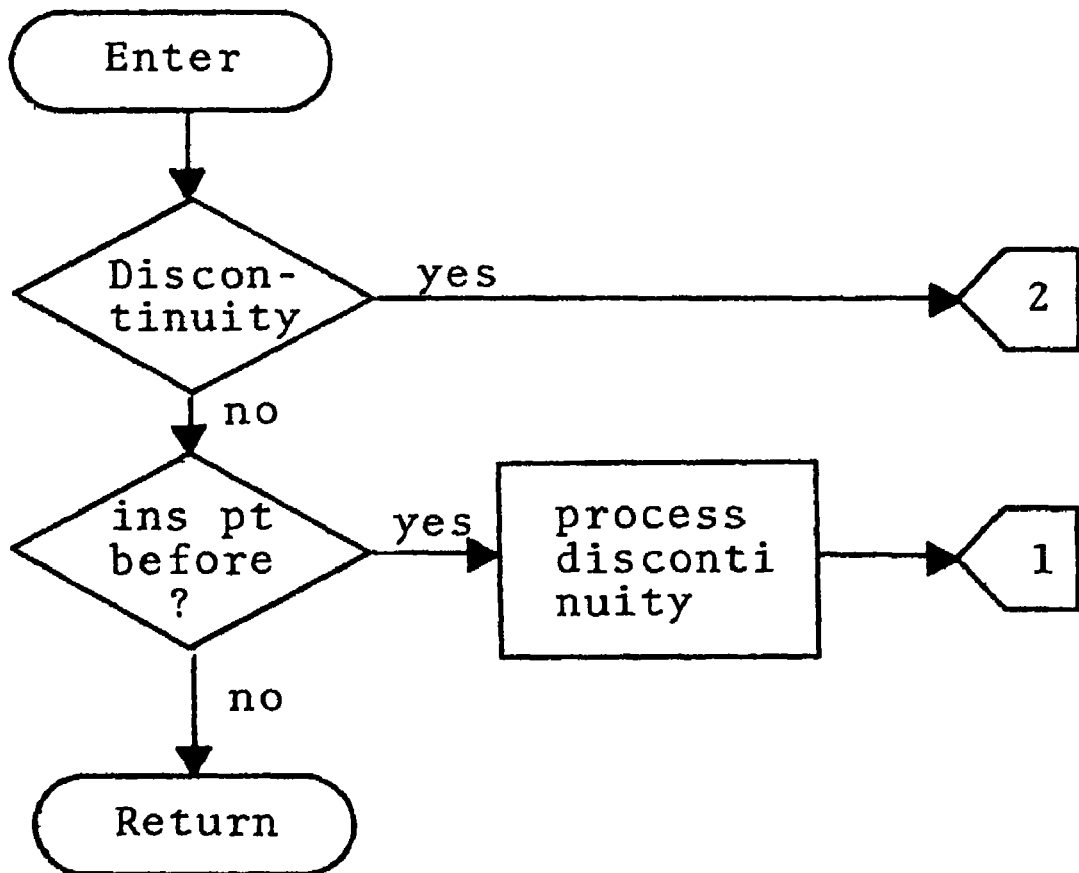 Enter
Discon-
tinuity
yes
2
no
ins pt
before
?
yes
process
disconti
nuity
1
no
Return